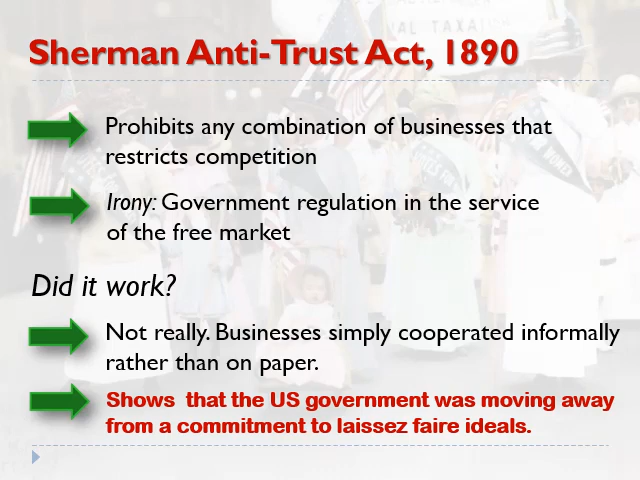 NAL TAXATION
Sherman Anti-Trust Act, 1890
Prohibits any combination of businesses that
restricts competition
Irony: Government regulation in the service
of the free market
Did it work?
Not really. Businesses simply cooperated informally
rather than on paper.
Shows  that the US government was moving away
from a commitment to laissez faire ideals.